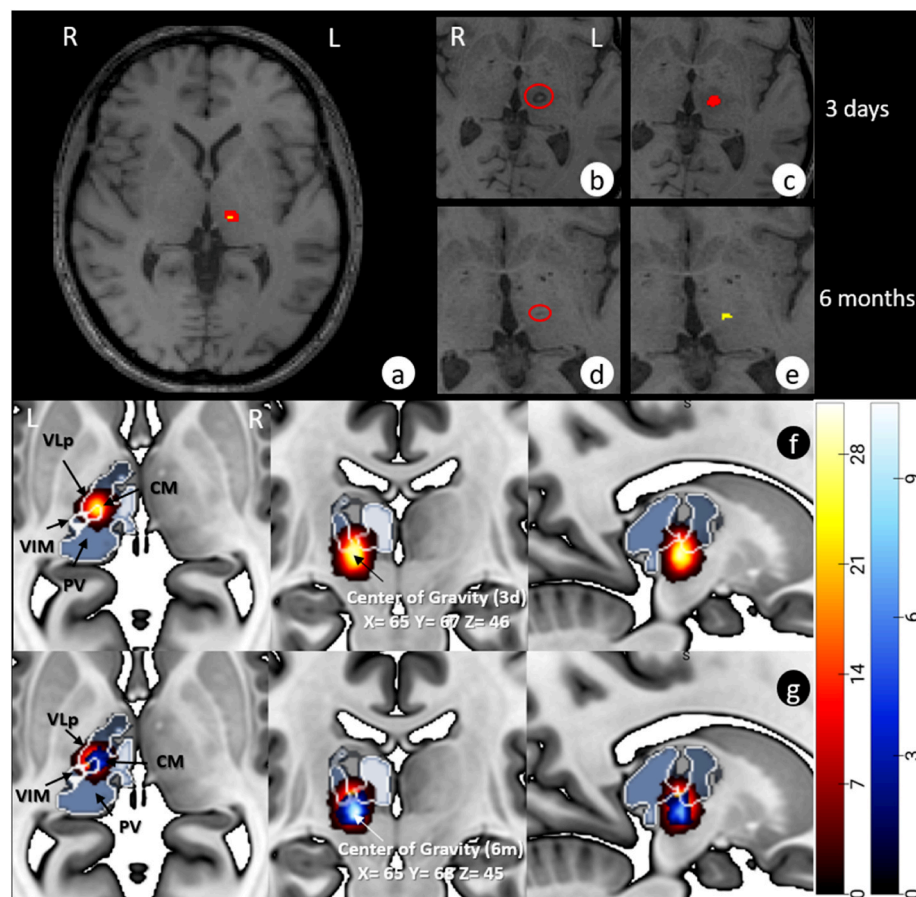 R L
R L
3 days
b
c
6 months
a
d
e
L R
VLp
CM
VIM
PV
Center of Gravity (3d)
X= 65 Y= 67 Z= 46
S
f
VLp
CM
VIM
PV
Center of Gravity (6m)
X= 65 Y= 68 Z= 45
S
g
28
21
14
7
0
9
6
3
0